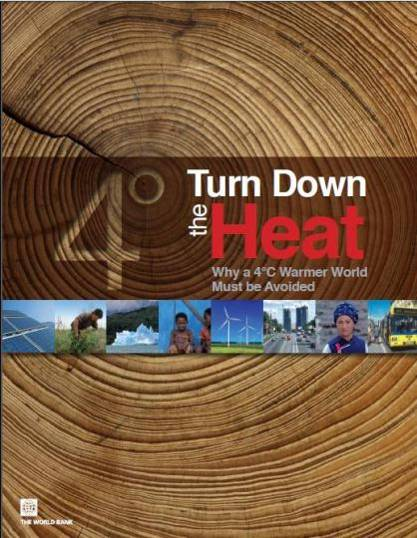 4
Turn Down
the
Heat
Why a 4°C Warmer World
Must be Avoided
THE WORLD BANK